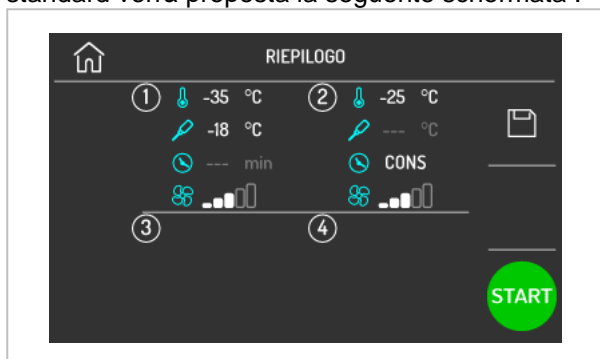 standard verrà proposta la seguente schermata :
RIEPILOGO
1 -35 °C 2 -25 °C
-18 °C --- °C
--- min CONS
3 4
START